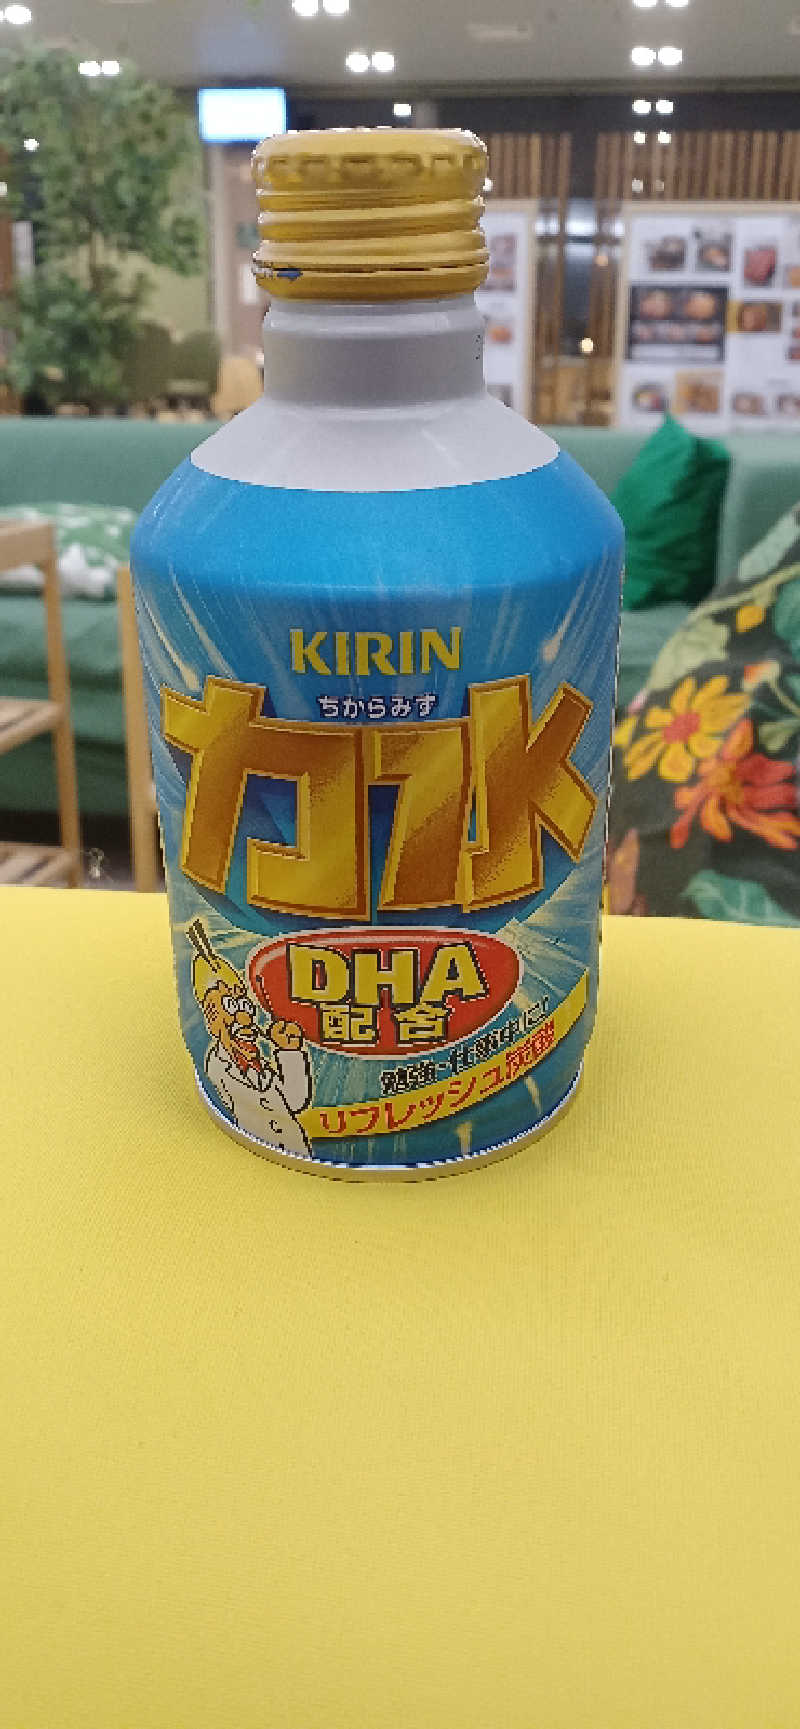 KIRIN
ちからみず
力水
DHA
配合
勉強・仕事中に!
リフレッシュ炭酸